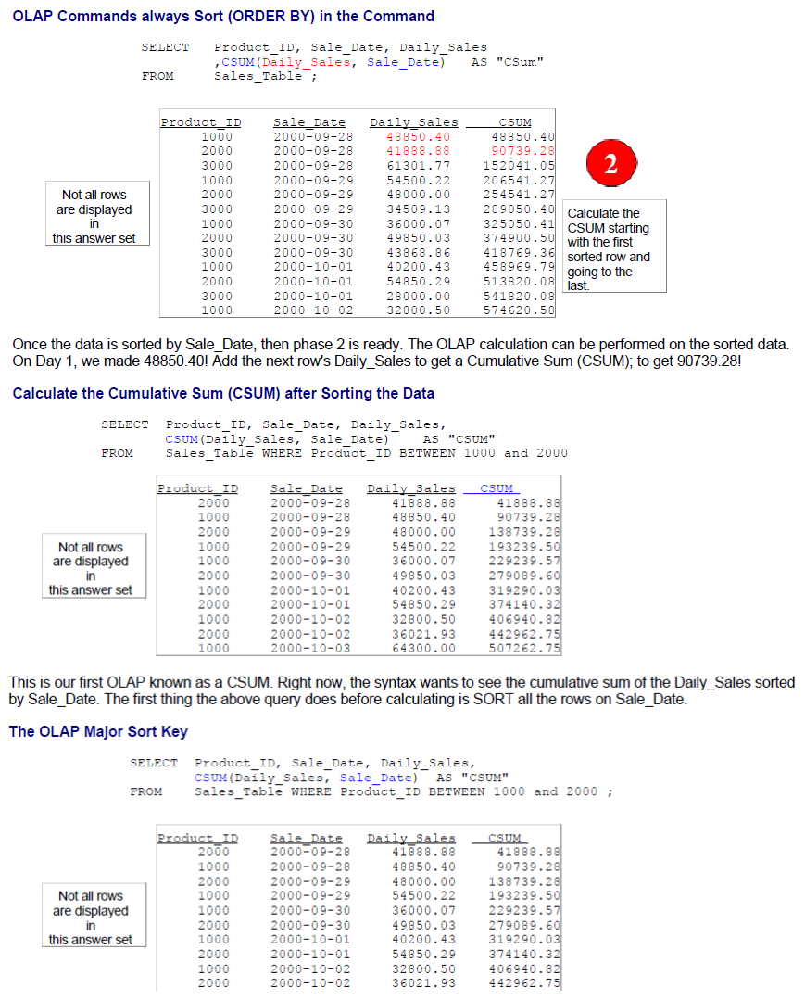 OLAP Commands always Sort (ORDER BY) in the Command
SELECT Product_ID, Sale_Date, Daily_Sales
,CSUM(Daily_Sales, Sale_Date) AS "CSum"
FROM Sales_Table ;
Product_ID Sale_Date Daily_Sales CSUM
1000 2000-09-28 48850.40 48850.40
2000 2000-09-28 41888.88 90739.28
3000 2000-09-28 61301.77 152041.05
1000 2000-09-29 54500.22 206541.27
2000 2000-09-29 48000.00 254541.27
3000 2000-09-29 34509.13 289050.40
1000 2000-09-30 36000.07 325050.41
2000 2000-09-30 49850.03 374900.50
3000 2000-09-30 43868.86 418769.36
1000 2000-10-01 40200.43 458969.79
2000 2000-10-01 54850.29 513820.08
3000 2000-10-01 28000.00 541820.08
1000 2000-10-02 32800.50 574620.58
Not all rows
are displayed
in
this answer set
2
Calculate the
CSUM starting
with the first
sorted row and
going to the
last.
Once the data is sorted by Sale_Date, then phase 2 is ready. The OLAP calculation can be performed on the sorted data.
On Day 1, we made 48850.40! Add the next row's Daily_Sales to get a Cumulative Sum (CSUM); to get 90739.28!
Calculate the Cumulative Sum (CSUM) after Sorting the Data
SELECT Product_ID, Sale_Date, Daily_Sales,
CSUM(Daily_Sales, Sale_Date) AS "CSUM"
FROM Sales_Table WHERE Product_ID BETWEEN 1000 and 2000
Product_ID Sale_Date Daily_Sales CSUM
2000 2000-09-28 41888.88 41888.88
1000 2000-09-28 48850.40 90739.28
2000 2000-09-29 48000.00 138739.28
1000 2000-09-29 54500.22 193239.50
1000 2000-09-30 36000.07 229239.57
2000 2000-09-30 49850.03 279089.60
1000 2000-10-01 40200.43 319290.03
2000 2000-10-01 54850.29 374140.32
1000 2000-10-02 32800.50 406940.82
2000 2000-10-02 36021.93 442962.75
1000 2000-10-03 64300.00 507262.75
Not all rows
are displayed
in
this answer set
This is our first OLAP known as a CSUM. Right now, the syntax wants to see the cumulative sum of the Daily_Sales sorted
by Sale_Date. The first thing the above query does before calculating is SORT all the rows on Sale_Date.
The OLAP Major Sort Key
SELECT Product_ID, Sale_Date, Daily_Sales,
CSUM(Daily_Sales, Sale_Date) AS "CSUM"
FROM Sales_Table WHERE Product_ID BETWEEN 1000 and 2000 ;
Product_ID Sale_Date Daily_Sales CSUM
2000 2000-09-28 41888.88 41888.88
1000 2000-09-28 48850.40 90739.28
2000 2000-09-29 48000.00 138739.28
1000 2000-09-29 54500.22 193239.50
1000 2000-09-30 36000.07 229239.57
2000 2000-09-30 49850.03 279089.60
1000 2000-10-01 40200.43 319290.03
2000 2000-10-01 54850.29 374140.32
1000 2000-10-02 32800.50 406940.82
2000 2000-10-02 36021.93 442962.75
Not all rows
are displayed
in
this answer set